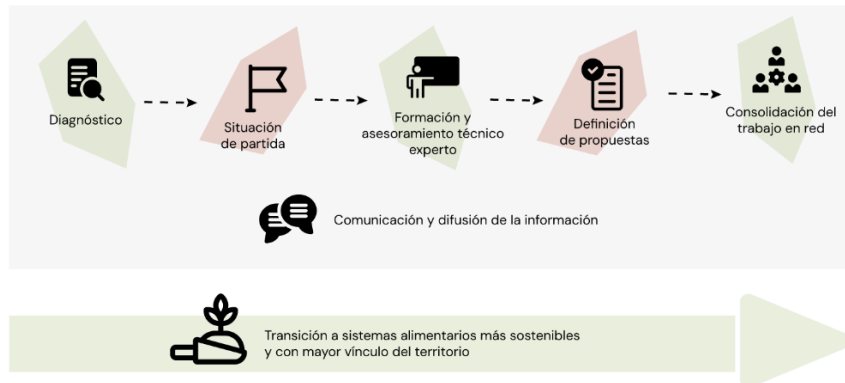 Diagnóstico
Situación
de partida
Formación y
asesoramiento técnico
experto
Definición
de propuestas
Consolidación del
trabajo en red
Comunicación y difusión de la información
Transición a sistemas alimentarios más sostenibles
y con mayor vínculo del territorio